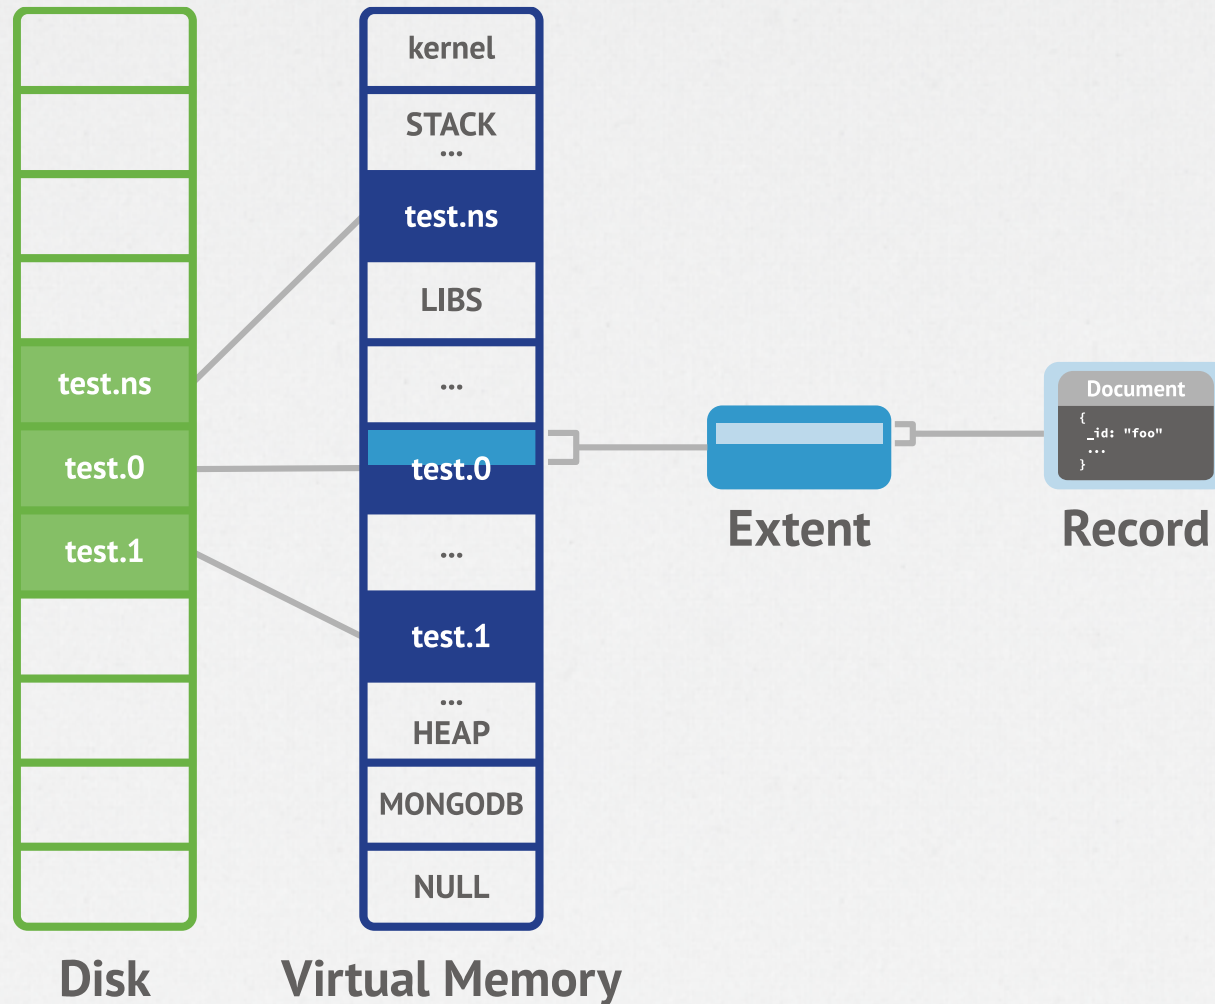 kernel
STACK
...
test.ns
LIBS
...
test.0
...
test.1
...
HEAP
MONGODB
NULL
test.ns
test.0
test.1
Document
{
_id: "foo"
...
}
Extent
Record
Disk
Virtual Memory